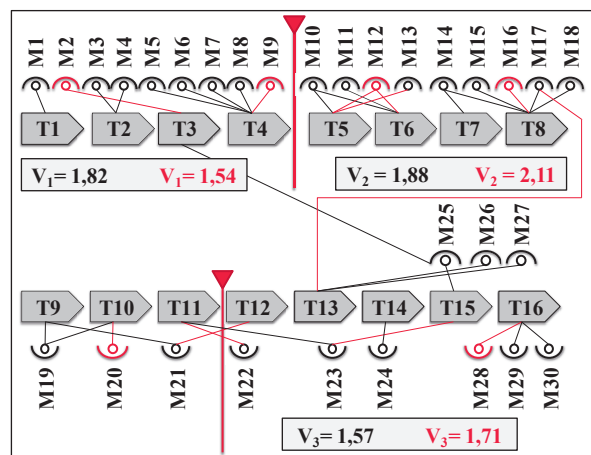 M1 M2 M3 M4 M5 M6 M7 M8 M9 M10 M11 M12 M13 M14 M15 M16 M17 M18
T1 T2 T3 T4 T5 T6 T7 T8
V1= 1,82 V1= 1,54 V2= 1,88 V2= 2,11
M25 M26 M27
T9 T10 T11 T12 T13 T14 T15 T16
M19 M20 M21 M22 M23 M24 M28 M29 M30
V3= 1,57 V3= 1,71